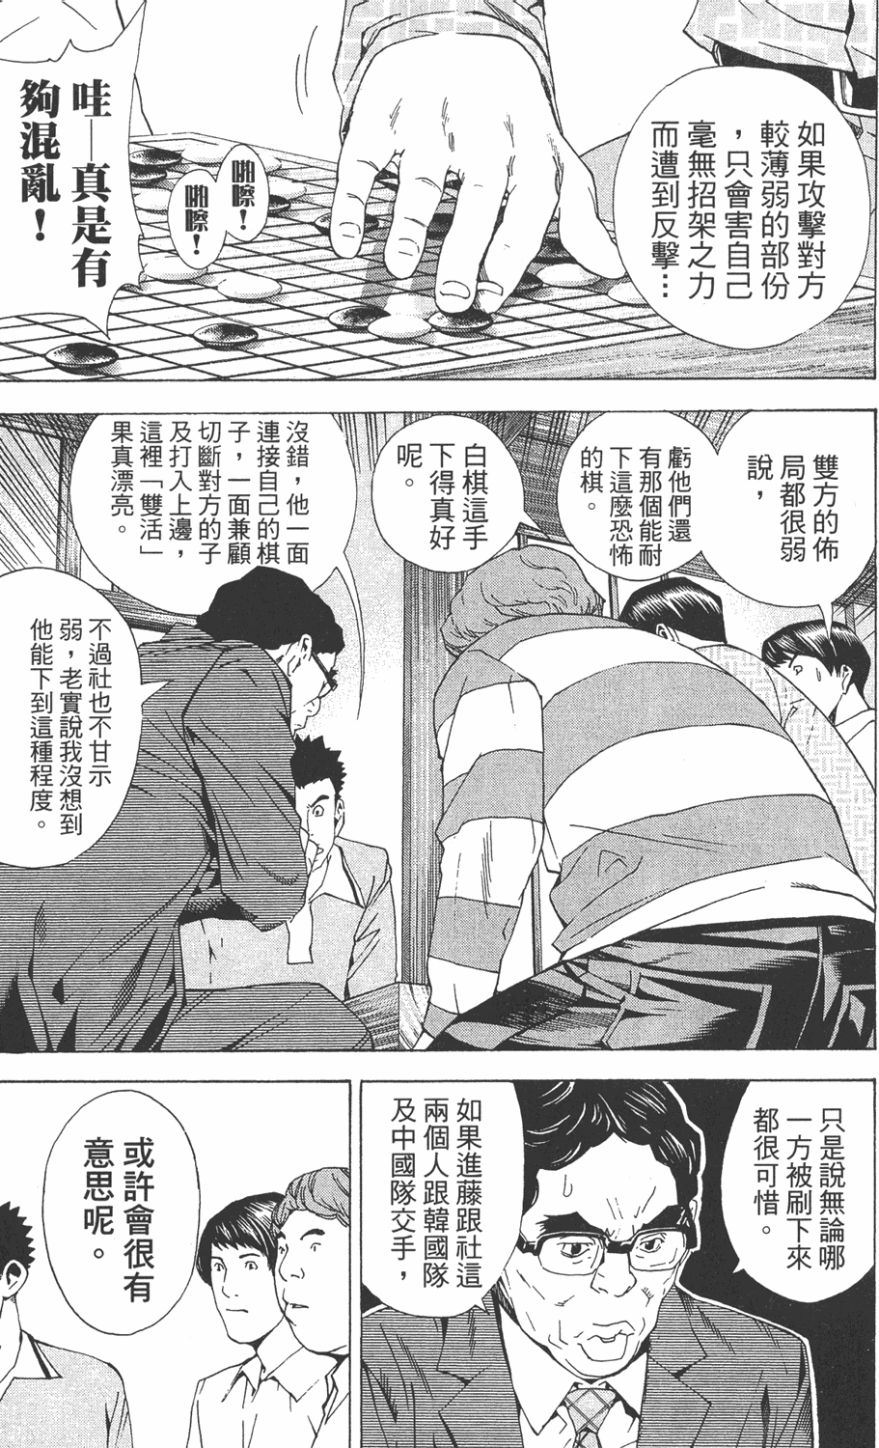 如果攻擊對方
較薄弱的部份
，只會害自己
毫無招架之力
而遭到反擊…
啪嚓！
啪嚓！
哇—真是有
夠混亂！
雙方的佈
局都很弱
說，
虧他們還
有那個能耐
下這麼恐怖
的棋。
白棋這手
下得真好
呢。
沒錯，他一面
連接自己的棋
子，一面兼顧
切斷對方的子
及打入上邊，
這裡「雙活」
果真漂亮。
不過社也不甘示
弱，老實說我沒想到
他能下到這種程度。
只是說無論哪
一方被刷下來
都很可惜。
如果進藤跟社這
兩個人跟韓國隊
及中國隊交手，
或許會很有
意思呢。